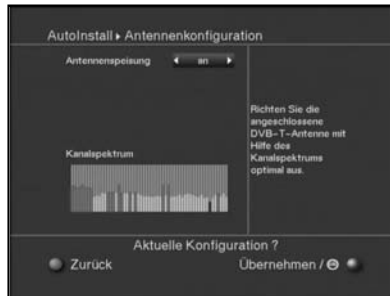 AutoInstall ▸ Antennenkonfiguration
Antennenspeisung ◂ an ▸
Richten Sie die
angeschlossene
DVB-T-Antenne mit
Hilfe des
Kanalspektrums
optimal aus.
Kanalspektrum
Aktuelle Konfiguration ?
Zurück Übernehmen /